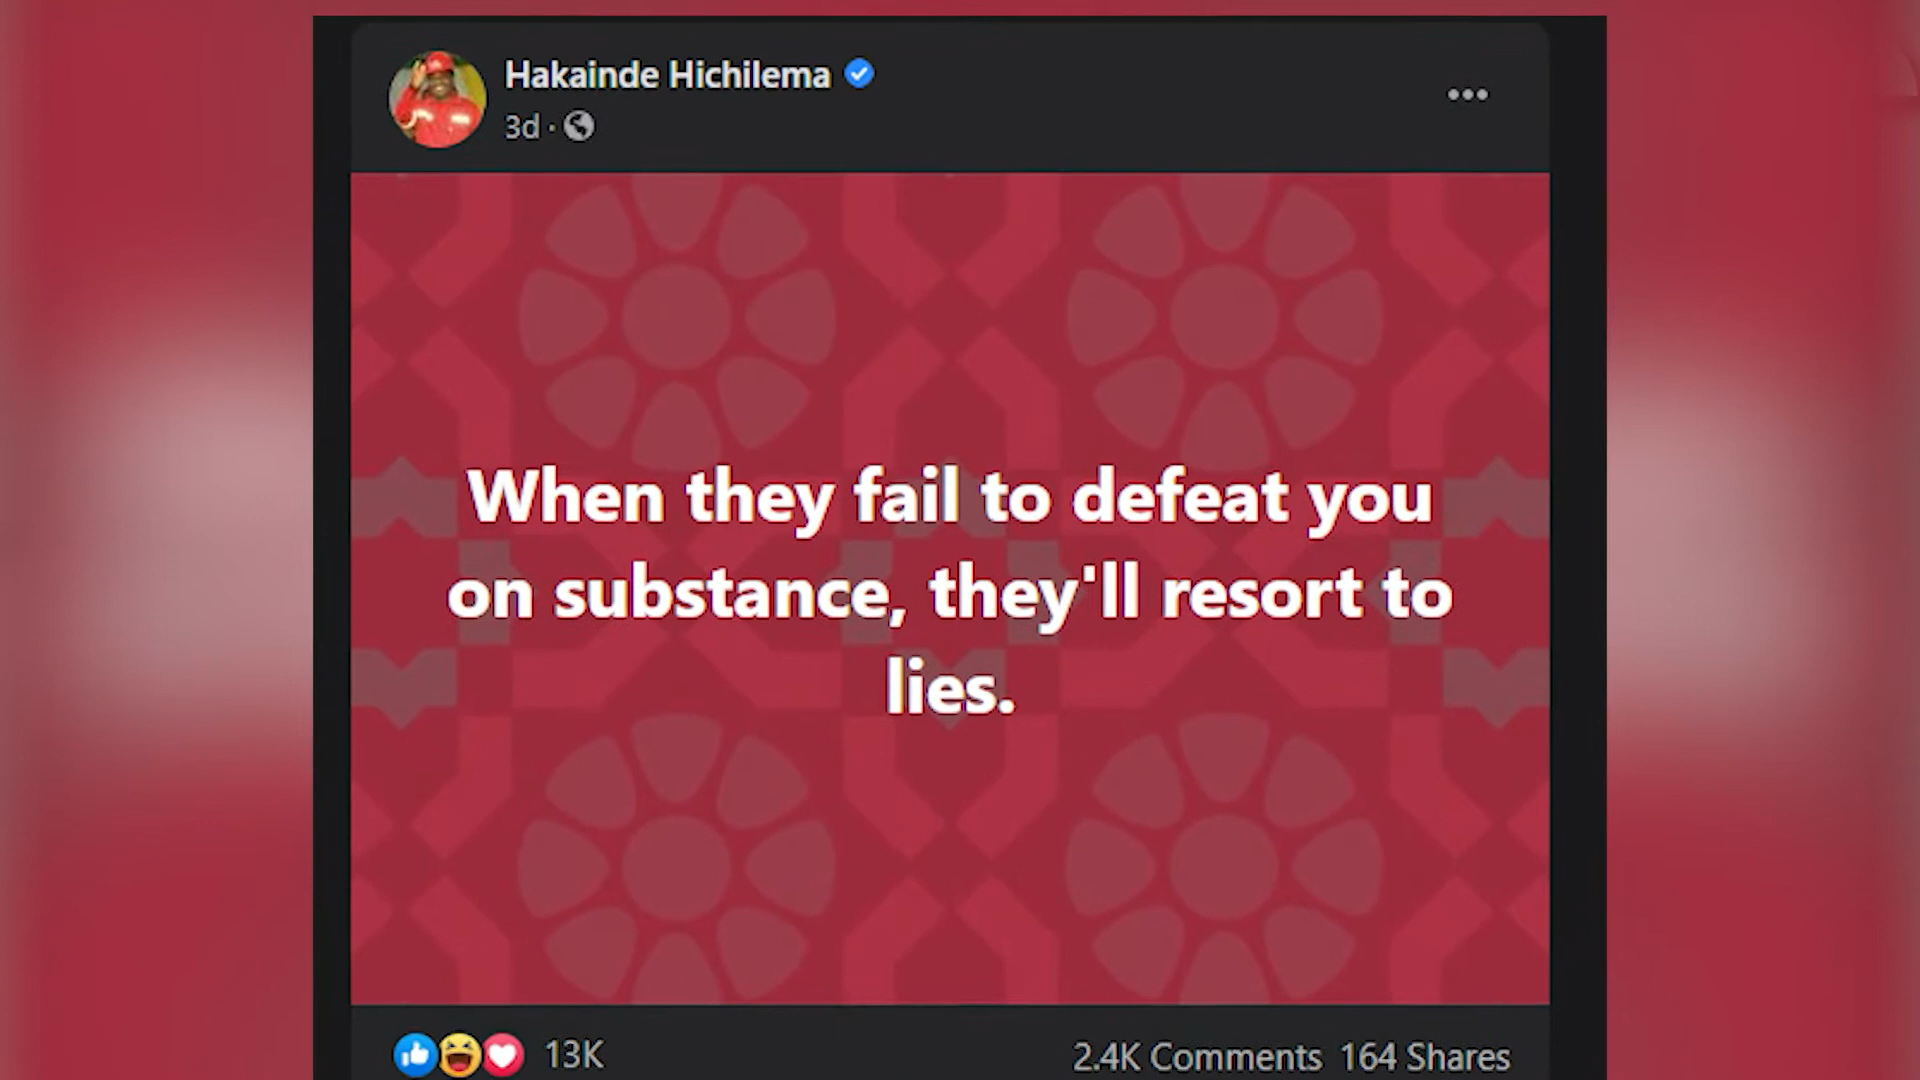 Hakainde Hichilema
3d ·
When they fail to defeat you
on substance, they'll resort to
lies.
13K
2.4K Comments 164 Shares